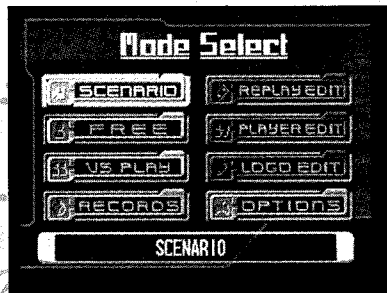 Mode Select
SCENARIO
FREE
VS PLAY
RECORDS
REPLAY EDIT
PLAYER EDIT
LOGO EDIT
OPTIONS
SCENARIO